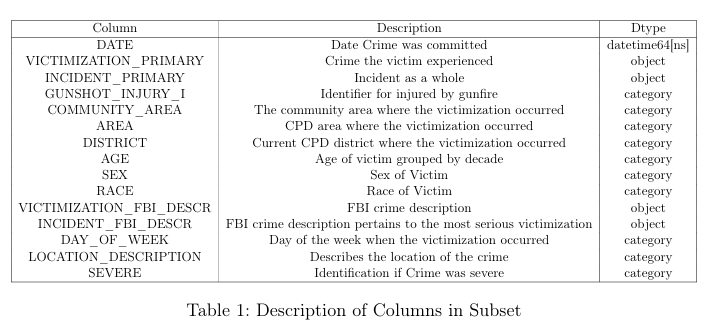 Column Description Dtype
DATE Date Crime was committed datetime64[ns]
VICTIMIZATION_PRIMARY Crime the victim experienced object
INCIDENT_PRIMARY Incident as a whole object
GUNSHOT_INJURY_I Identifier for injured by gunfire category
COMMUNITY_AREA The community area where the victimization occurred category
AREA CPD area where the victimization occurred category
DISTRICT Current CPD district where the victimization occurred category
AGE Age of victim grouped by decade category
SEX Sex of Victim category
RACE Race of Victim category
VICTIMIZATION_FBI_DESCR FBI crime description object
INCIDENT_FBI_DESCR FBI crime description pertains to the most serious victimization object
DAY_OF_WEEK Day of the week when the victimization occurred category
LOCATION_DESCRIPTION Describes the location of the crime category
SEVERE Identification if Crime was severe category
Table 1: Description of Columns in Subset